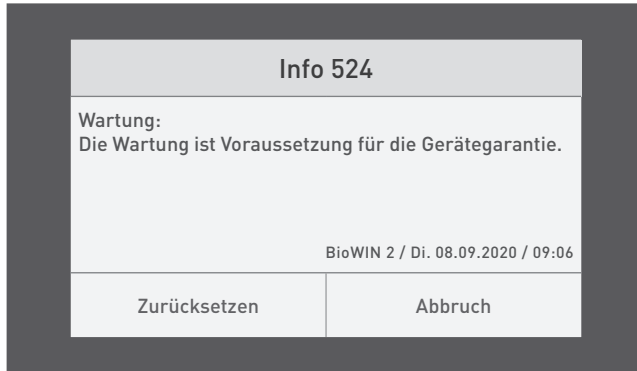 Info 524
Wartung:
Die Wartung ist Voraussetzung für die Gerätegarantie.
BioWIN 2 / Di. 08.09.2020 / 09:06
Zurücksetzen
Abbruch